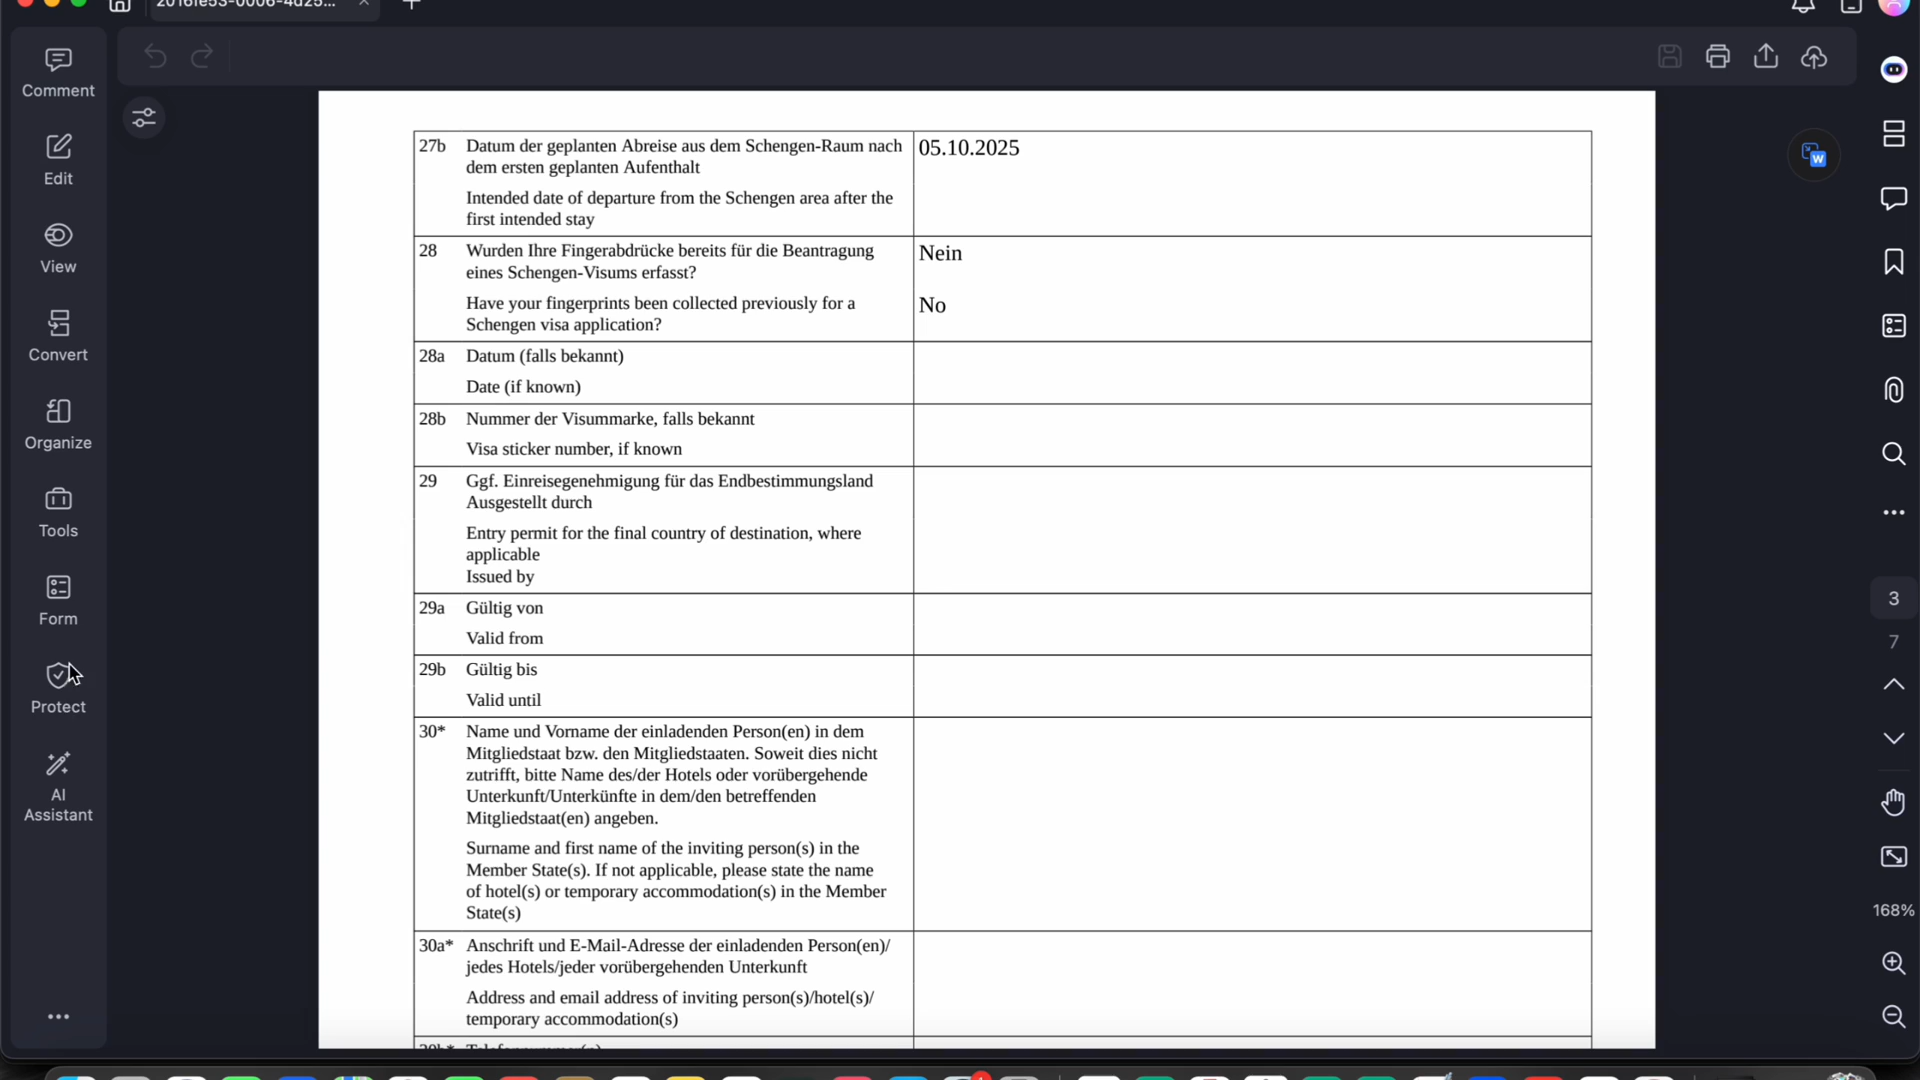 Comment
Edit
View
Convert
Organize
Tools
Form
Protect
AI
Assistant
27b Datum der geplanten Abreise aus dem Schengen-Raum nach
dem ersten geplanten Aufenthalt
Intended date of departure from the Schengen area after the
first intended stay
05.10.2025
28 Wurden Ihre Fingerabdrücke bereits für die Beantragung
eines Schengen-Visums erfasst?
Nein
Have your fingerprints been collected previously for a
Schengen visa application?
No
28a Datum (falls bekannt)
Date (if known)
28b Nummer der Visummarke, falls bekannt
Visa sticker number, if known
29 Ggf. Einreisegenehmigung für das Endbestimmungsland
Ausgestellt durch
Entry permit for the final country of destination, where
applicable
Issued by
29a Gültig von
Valid from
29b Gültig bis
Valid until
30* Name und Vorname der einladenden Person(en) in dem
Mitgliedstaat bzw. den Mitgliedstaaten. Soweit dies nicht
zutrifft, bitte Name des/der Hotels oder vorübergehende
Unterkunft/Unterkünfte in dem/den betreffenden
Mitgliedstaat(en) angeben.
Surname and first name of the inviting person(s) in the
Member State(s). If not applicable, please state the name
of hotel(s) or temporary accommodation(s) in the Member
State(s)
30a* Anschrift und E-Mail-Adresse der einladenden Person(en)/
jedes Hotels/jeder vorübergehenden Unterkunft
Address and email address of inviting person(s)/hotel(s)/
temporary accommodation(s)
W
3
7
168%